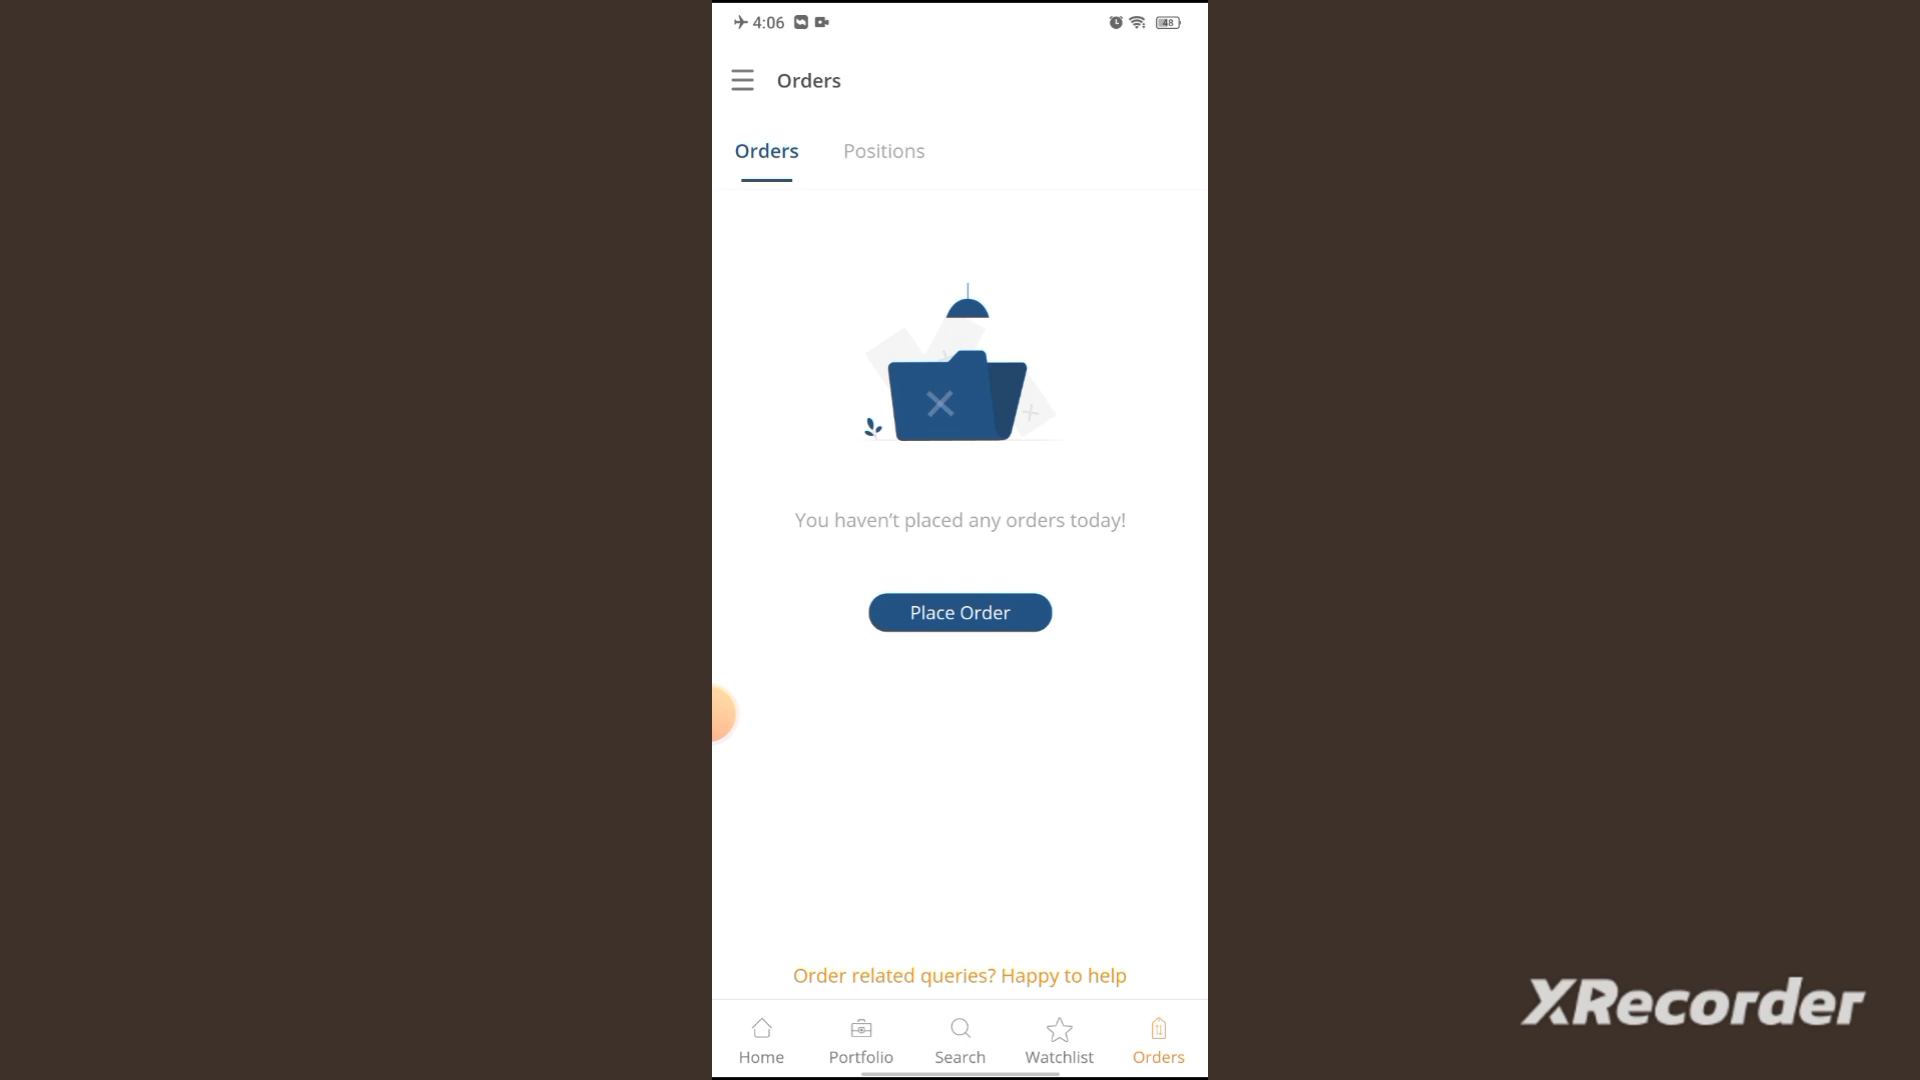 4:06
48
Orders
Orders Positions
You haven’t placed any orders today!
Place Order
Order related queries? Happy to help
Home Portfolio Search Watchlist Orders
XRecorder